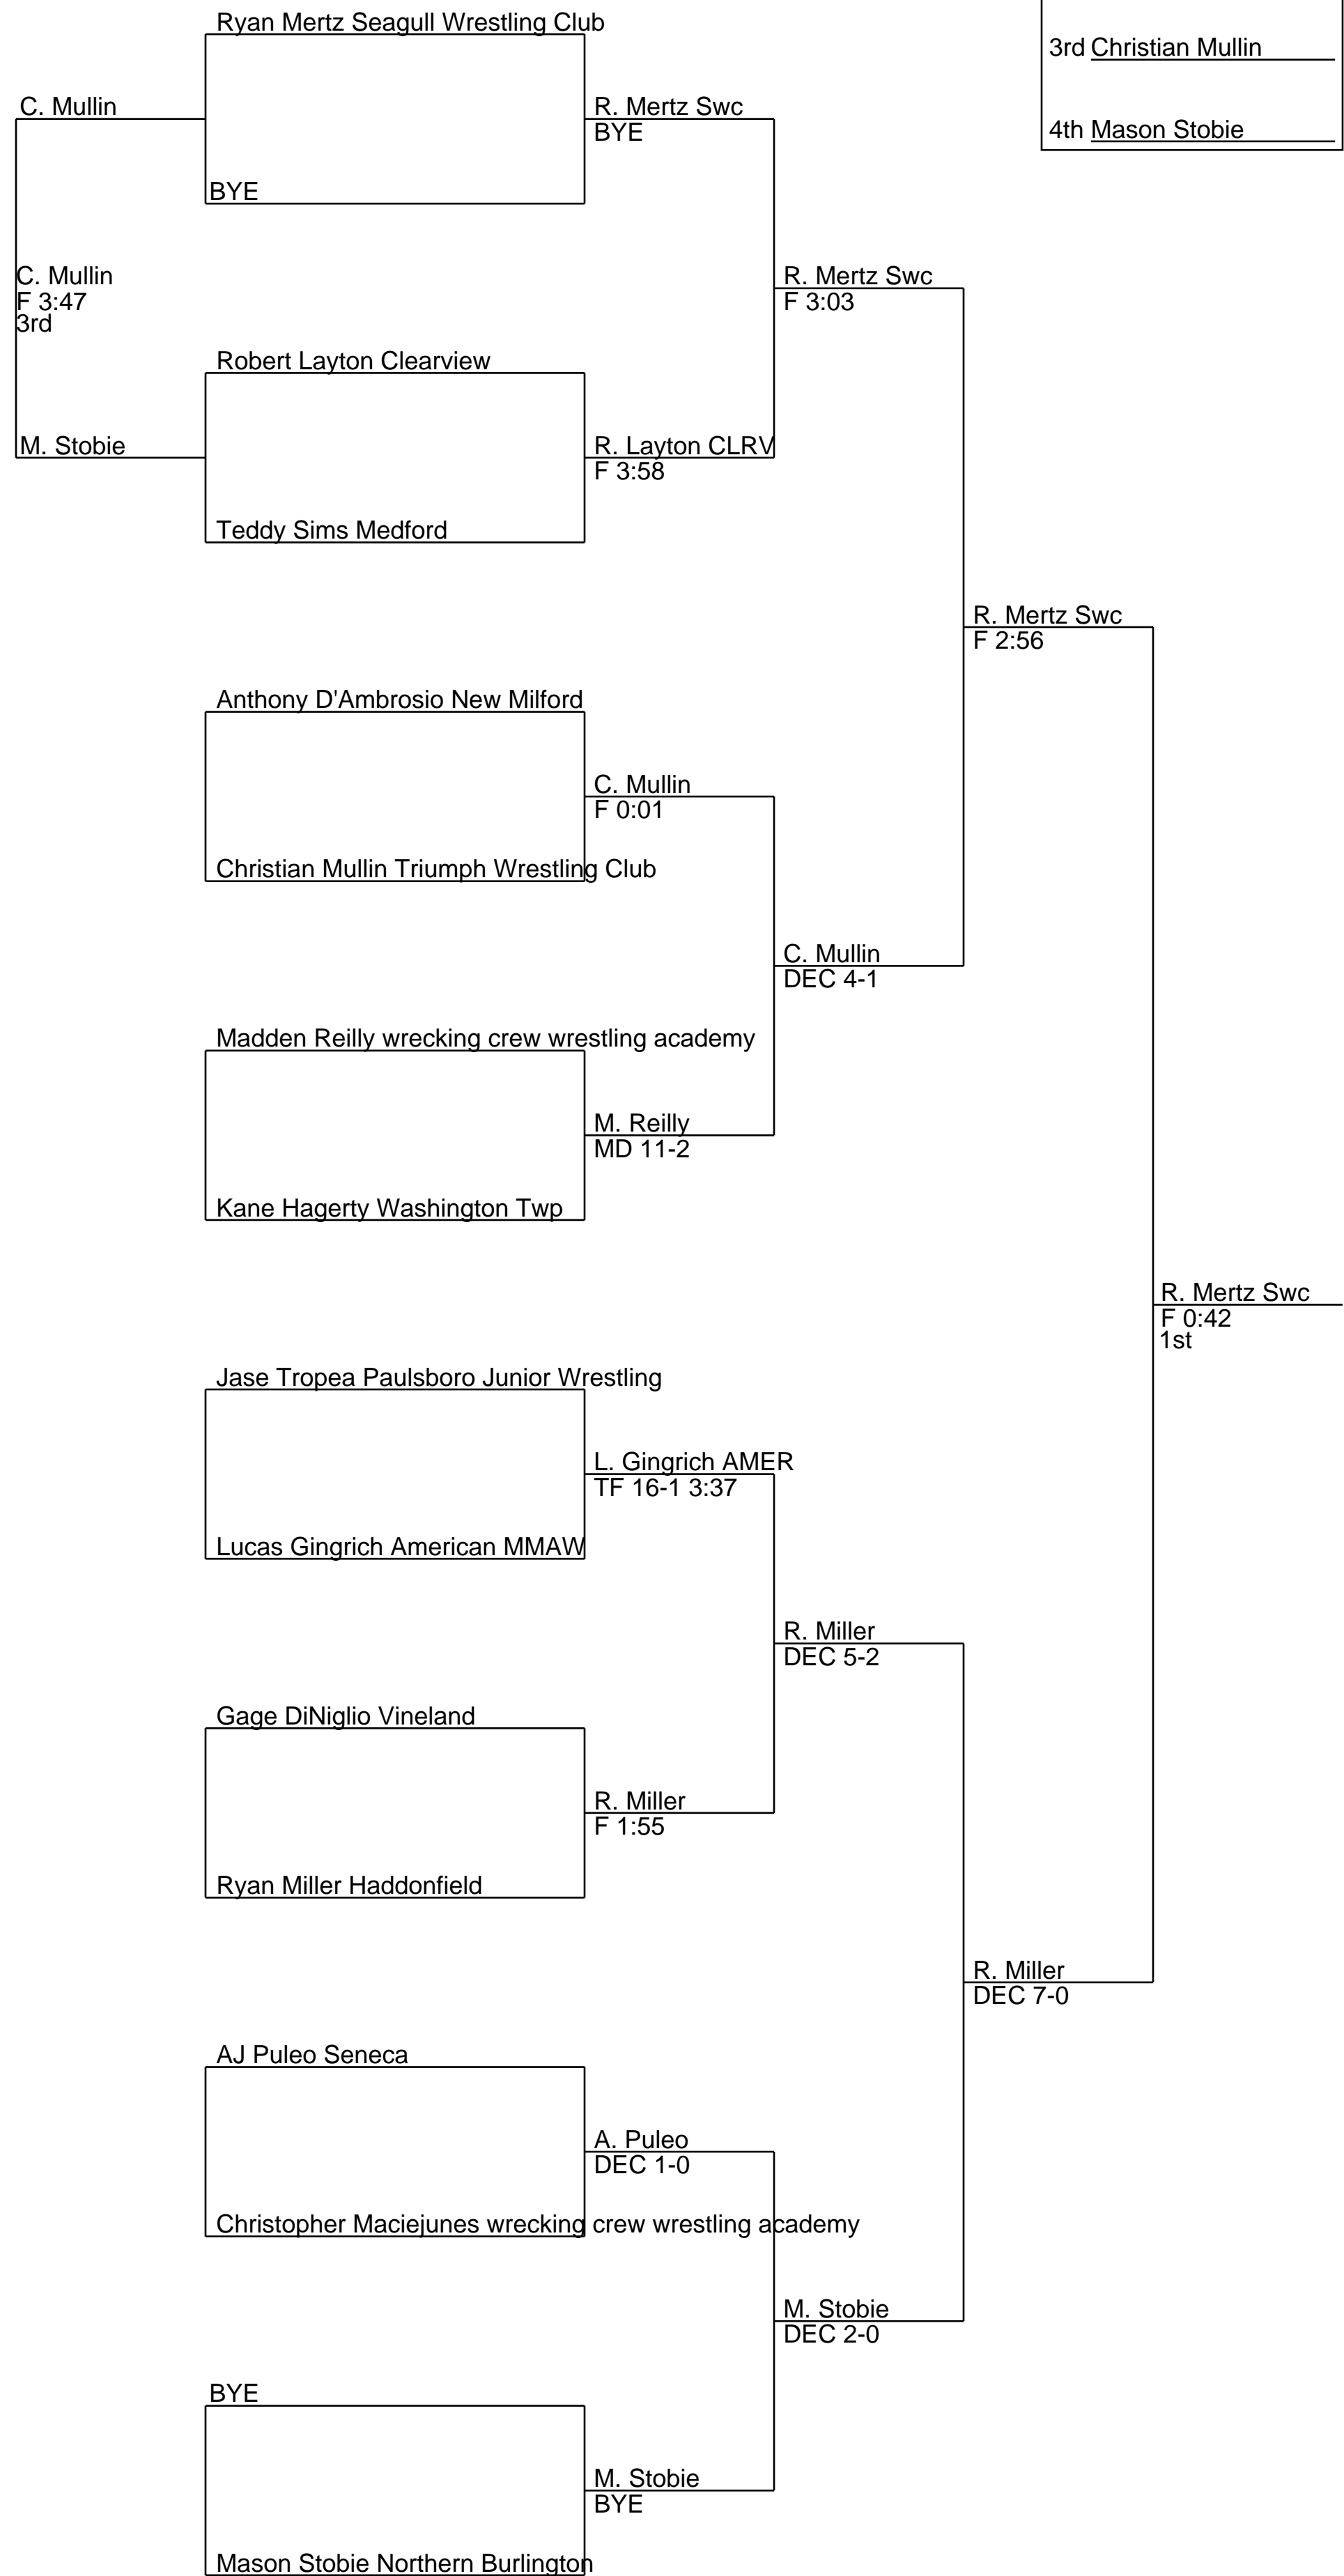 Ryan Mertz Seagull Wrestling Club
3rd Christian Mullin
C. Mullin
R. Mertz Swc
BYE
4th Mason Stobie
BYE
C. Mullin
F 3:47
3rd
R. Mertz Swc
F 3:03
Robert Layton Clearview
M. Stobie
R. Layton CLRV
F 3:58
Teddy Sims Medford
R. Mertz Swc
F 2:56
Anthony D'Ambrosio New Milford
C. Mullin
F 0:01
Christian Mullin Triumph Wrestling Club
C. Mullin
DEC 4-1
Madden Reilly wrecking crew wrestling academy
M. Reilly
MD 11-2
Kane Hagerty Washington Twp
R. Mertz Swc
F 0:42
1st
Jase Tropea Paulsboro Junior Wrestling
L. Gingrich AMER
TF 16-1 3:37
Lucas Gingrich American MMAW
R. Miller
DEC 5-2
Gage DiNiglio Vineland
R. Miller
F 1:55
Ryan Miller Haddonfield
R. Miller
DEC 7-0
AJ Puleo Seneca
A. Puleo
DEC 1-0
Christopher Maciejunes wrecking crew wrestling academy
M. Stobie
DEC 2-0
BYE
M. Stobie
BYE
Mason Stobie Northern Burlington